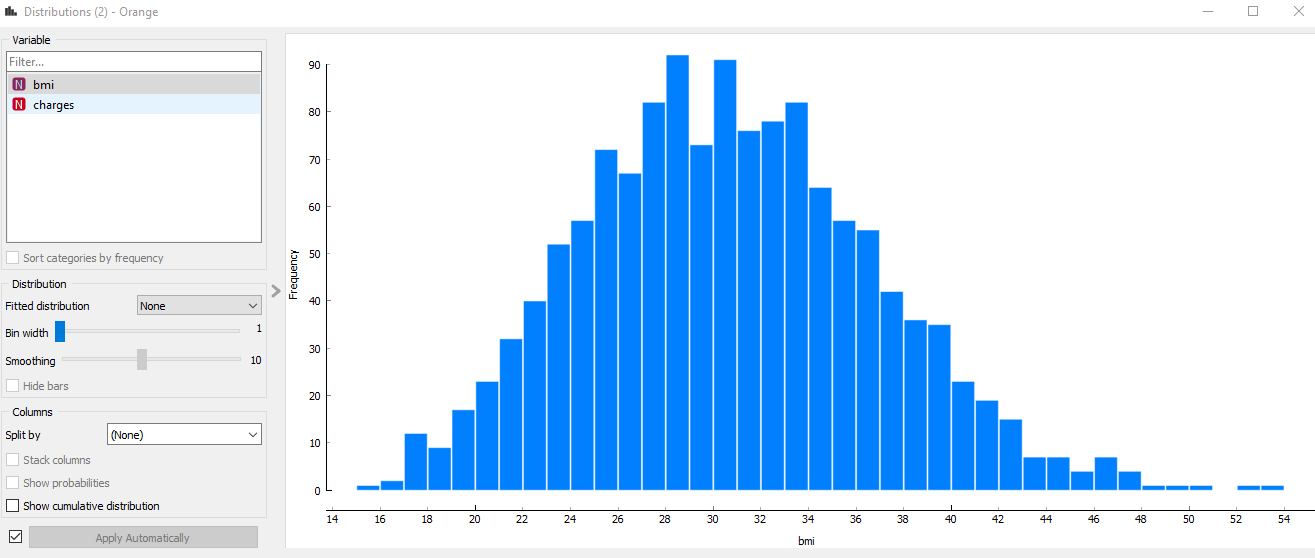 Distributions (2) - Orange
Variable
Filter...
N bmi
N charges
Sort categories by frequency
Distribution
Fitted distribution None
Bin width 1
Smoothing 10
Hide bars
Columns
Split by (None)
Stack columns
Show probabilities
Show cumulative distribution
Apply Automatically
Frequency
90
80
70
60
50
40
30
20
10
0
14 16 18 20 22 24 26 28 30 32 34 36 38 40 42 44 46 48 50 52 54
bmi